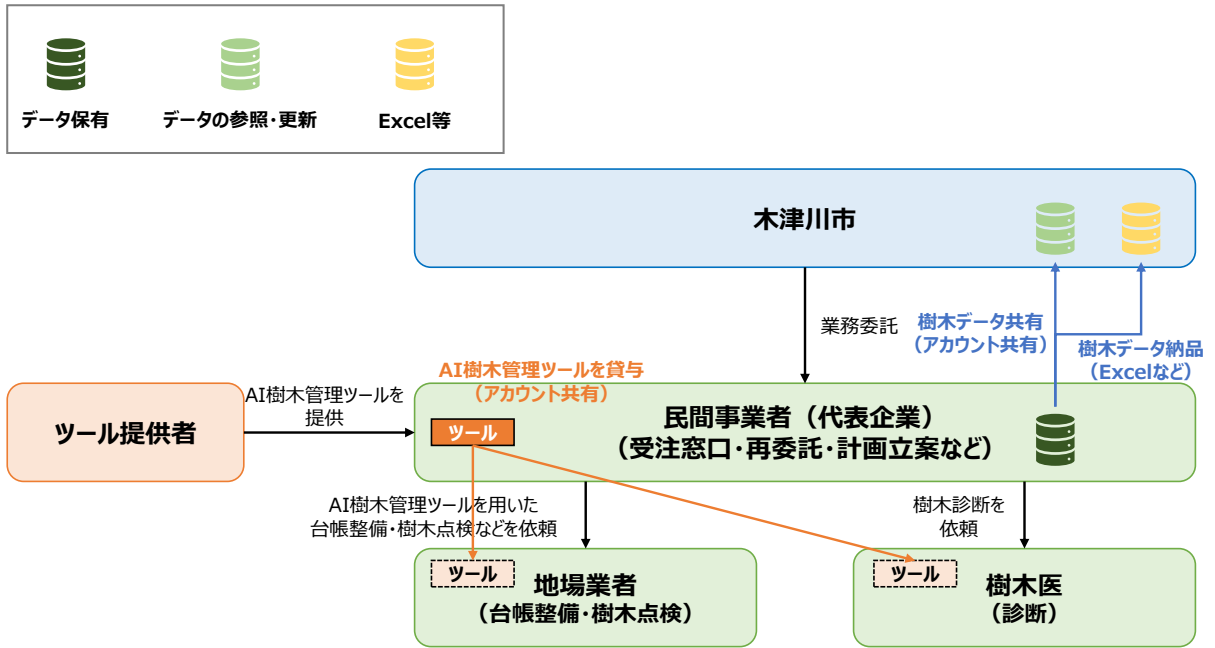 データ保有
データの参照・更新
Excel等
木津川市
業務委託
樹木データ共有
（アカウント共有）
樹木データ納品
（Excelなど）
AI樹木管理ツールを貸与
（アカウント共有）
AI樹木管理ツールを
提供
ツール提供者
ツール
民間事業者（代表企業）
（受注窓口・再委託・計画立案など）
AI樹木管理ツールを用いた
台帳整備・樹木点検などを依頼
樹木診断を
依頼
ツール
地場業者
（台帳整備・樹木点検）
ツール
樹木医
（診断）